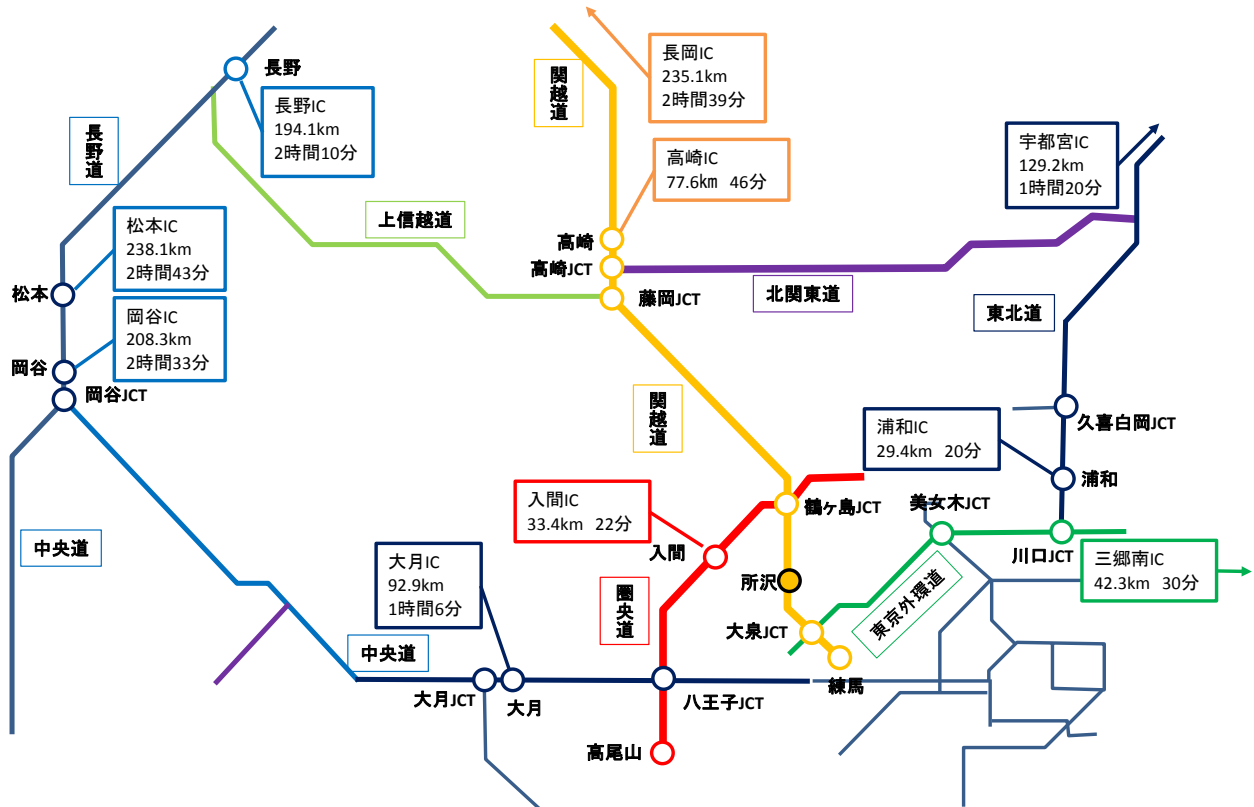 長岡IC
235.1km
2時間39分
関越道
長野
長野IC
194.1km
2時間10分
長野道
高崎IC
77.6km 46分
宇都宮IC
129.2km
1時間20分
上信越道
松本IC
238.1km
2時間43分
松本
高崎
高崎JCT
藤岡JCT
北関東道
東北道
岡谷IC
208.3km
2時間33分
岡谷
岡谷JCT
関越道
久喜白岡JCT
浦和IC
29.4km 20分
浦和
入間IC
33.4km 22分
鶴ヶ島JCT
美女木JCT
川口JCT
中央道
大月IC
92.9km
1時間6分
入間
所沢
三郷南IC
42.3km 30分
圏央道
大泉JCT
東京外環道
中央道
練馬
大月JCT
大月
八王子JCT
高尾山